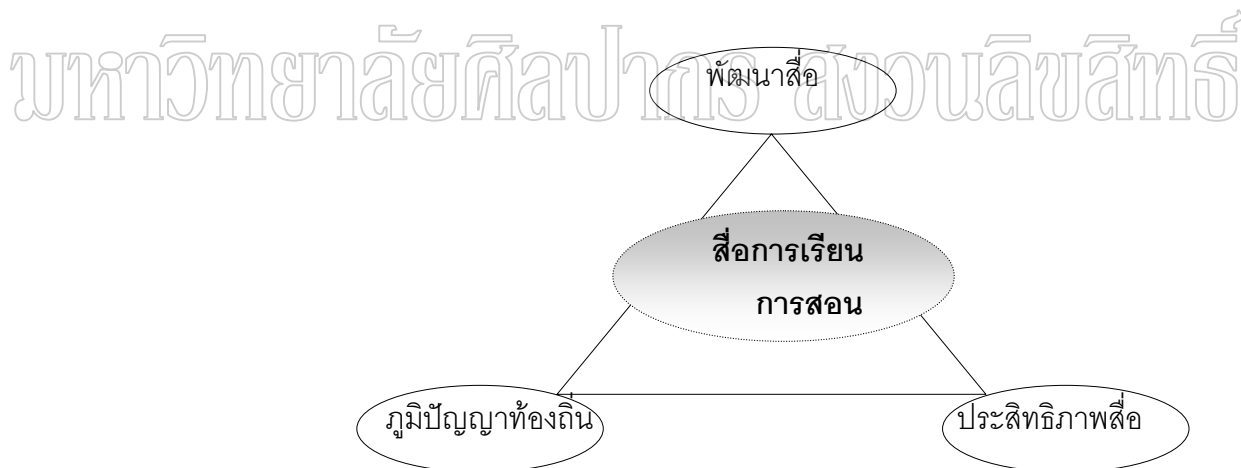 มหาวิทยาลัยศิลปากร สงวนลิขสิทธิ์
พัฒนาสื่อ
สื่อการเรียน
การสอน
ภูมิปัญญาท้องถิ่น
ประสิทธิภาพสื่อ